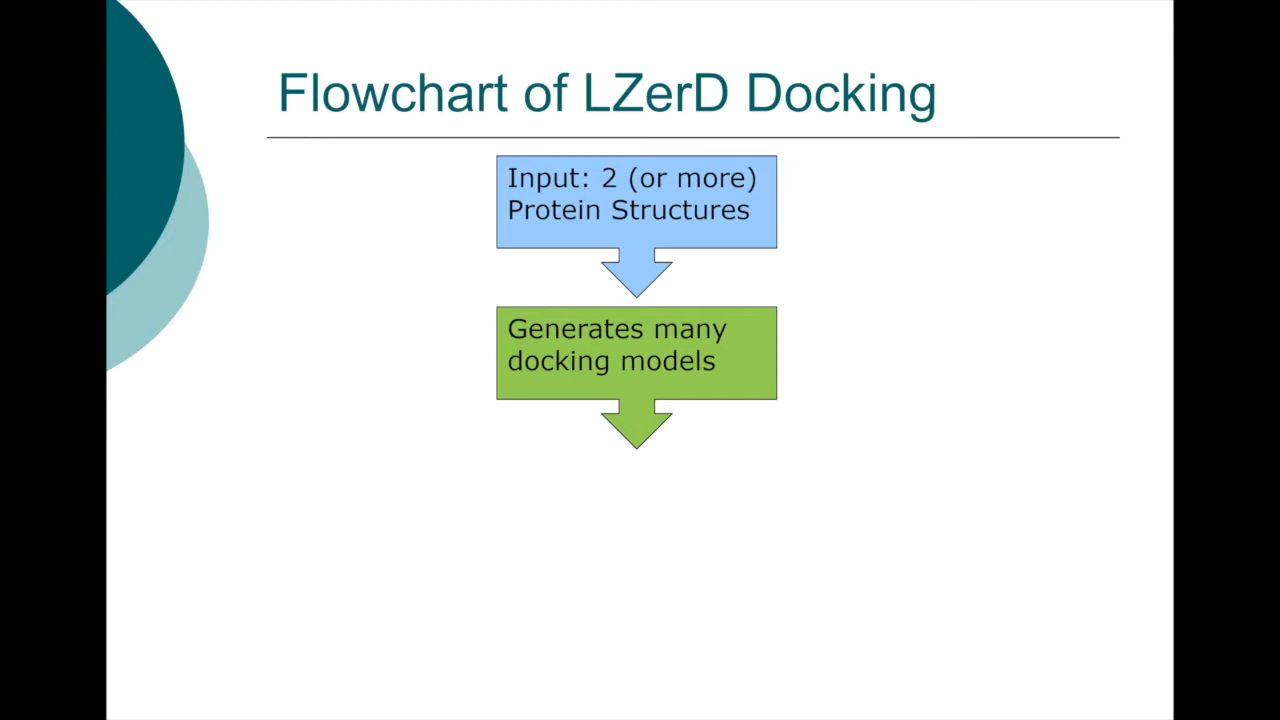 Flowchart of LZerD Docking
Input: 2 (or more)
Protein Structures
Generates many
docking models